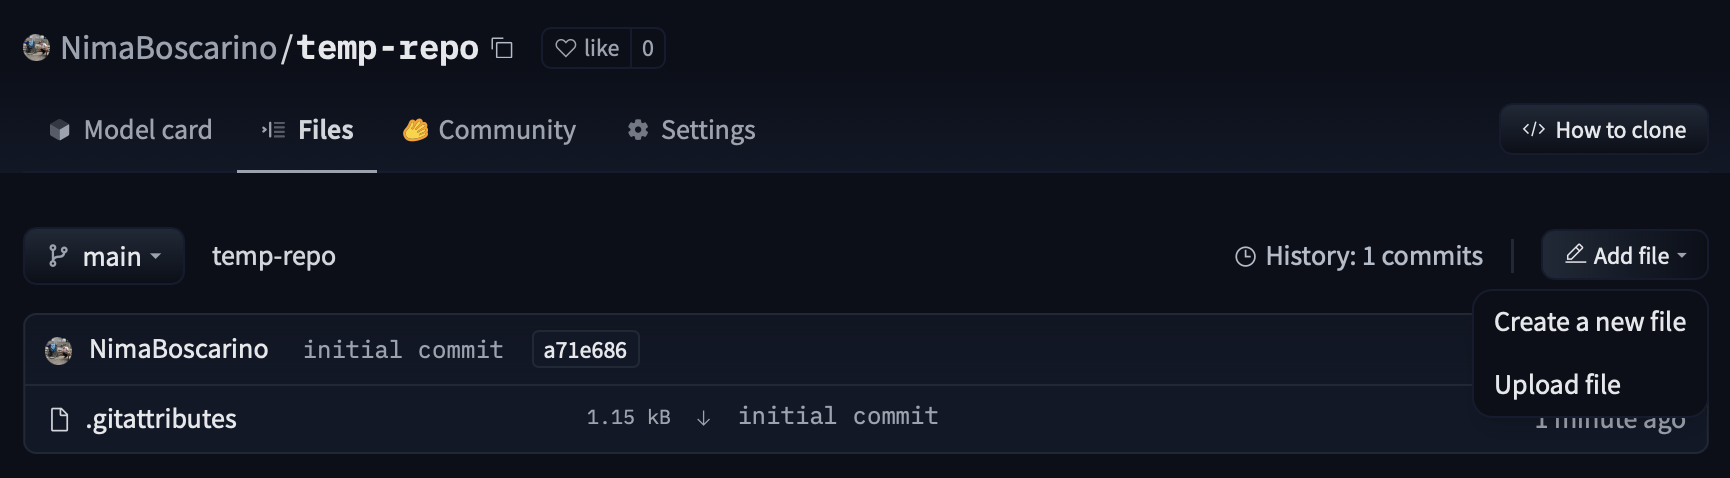 NimaBoscarino/temp-repo like 0
Model card Files Community Settings </> How to clone
main temp-repo History: 1 commits Add file
Create a new file
NimaBoscarino initial commit a71e686
Upload file
.gitattributes 1.15 kB initial commit 1 minute ago